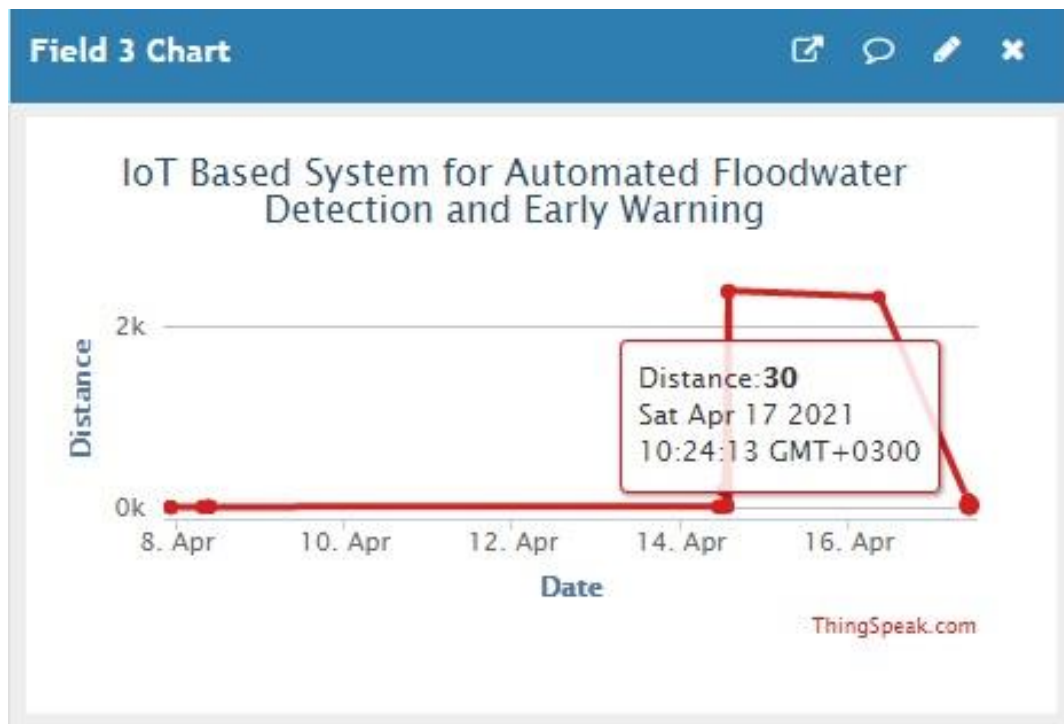 Field 3 Chart
IoT Based System for Automated Floodwater
Detection and Early Warning
Distance
2k
0k
Distance:30
Sat Apr 17 2021
10:24:13 GMT+0300
8. Apr 10. Apr 12. Apr 14. Apr 16. Apr
Date
ThingSpeak.com